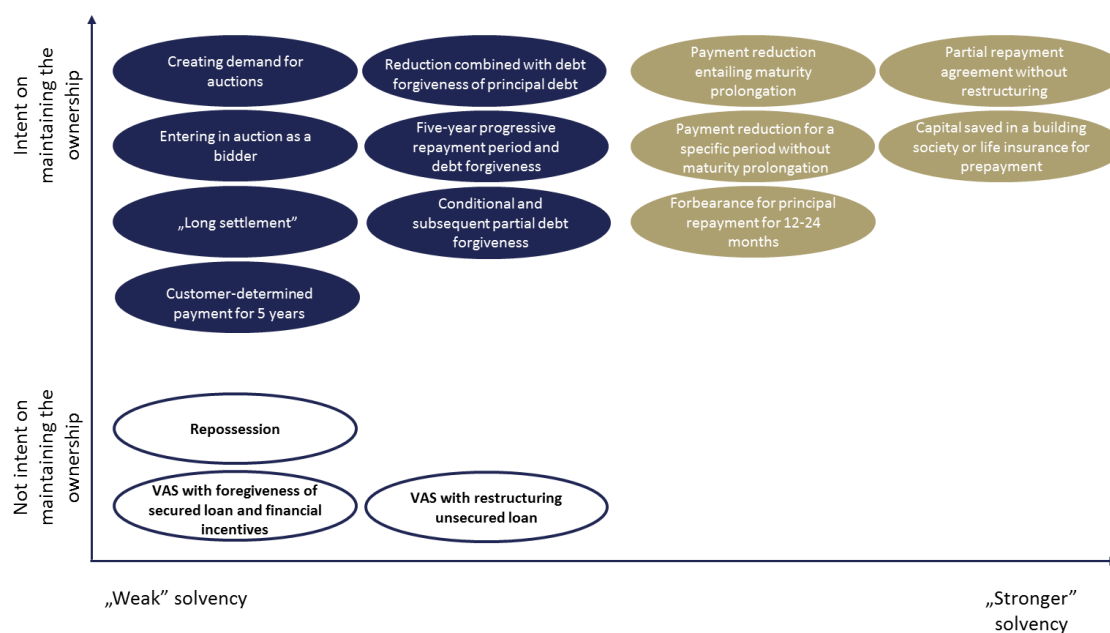 Intent on
maintaining the
ownership
Creating demand for
auctions
Reduction combined with debt
forgiveness of principal debt
Payment reduction
entailing maturity
prolongation
Partial repayment
agreement without
restructuring
Entering in auction as a
bidder
Five-year progressive
repayment period and
debt forgiveness
Payment reduction for a
specific period without
maturity prolongation
Capital saved in a building
society or life insurance for
prepayment
„Long settlement”
Conditional and
subsequent partial debt
forgiveness
Forbearance for principal
repayment for 12-24
months
Customer-determined
payment for 5 years
Not intent on
maintaining the
ownership
Repossession
VAS with foregiveness of
secured loan and financial
incentives
VAS with restructuring
unsecured loan
„Weak” solvency
„Stronger”
solvency